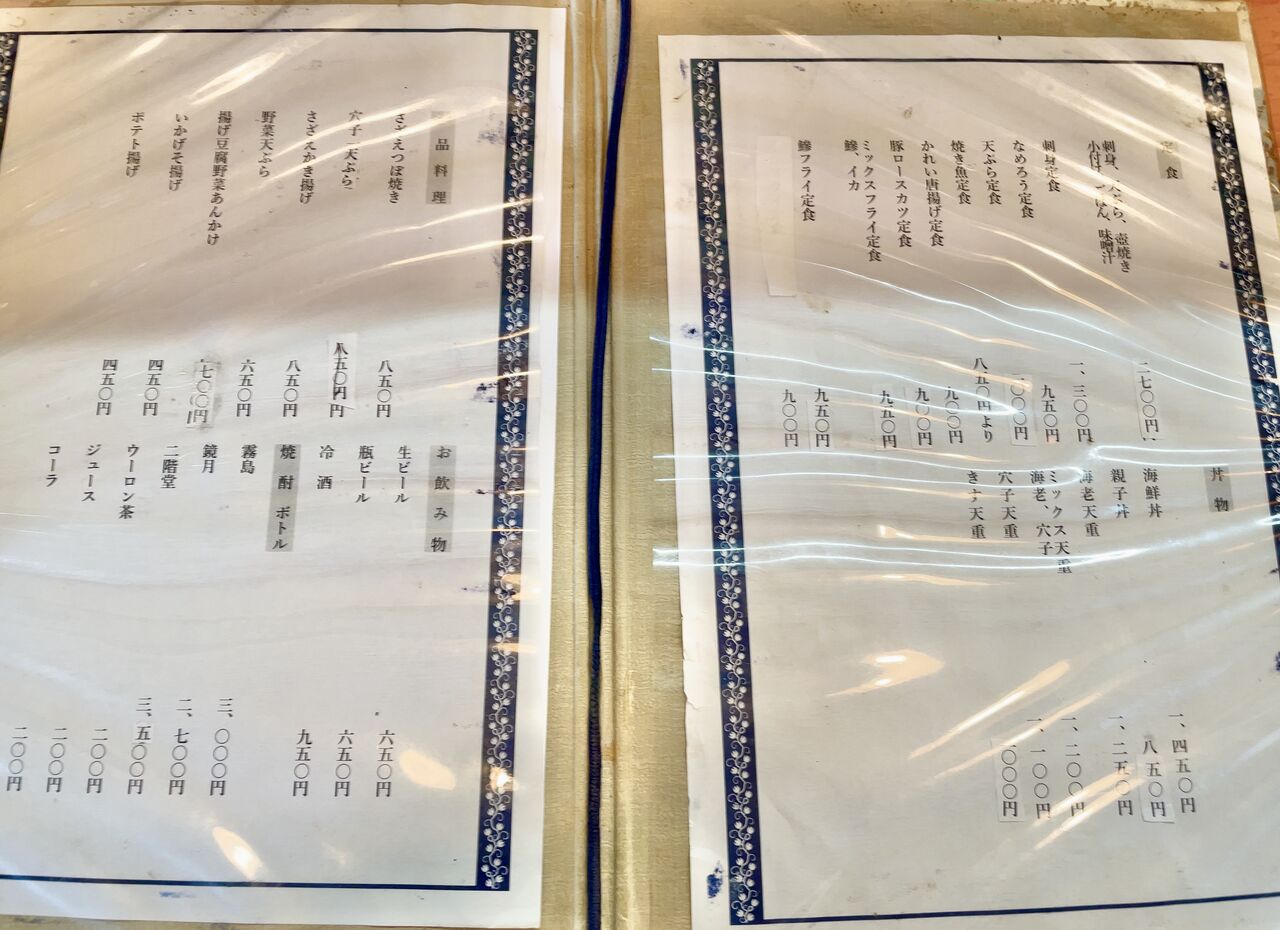 定食
刺身、天ぷら、壺焼き
小付け、ごはん、味噌汁
刺身定食
なめろう定食
天ぷら定食
焼き魚定食
かれい唐揚げ定食
豚ロースカツ定食
ミックスフライ定食
鯵、イカ
鯵フライ定食
二七〇〇円
一、三〇〇円
九五〇円
一、〇〇〇円
八五〇円より
九〇〇円
九〇〇円
九五〇円
九五〇円
九〇〇円
丼物
海鮮丼
親子丼
海老天重
ミックス天重
海老、穴子
穴子天重
きす天重
一、四五〇円
八五〇円
一、二五〇円
一、二〇〇円
一、一〇〇円
一、〇〇〇円
品料理
さざえつぼ焼き
穴子一天ぷら
さざえかき揚げ
野菜天ぷら
揚げ豆腐野菜あんかけ
いかげそ揚げ
ポテト揚げ
八五〇円
八五〇円
八五〇円
六五〇円
七〇〇円
四五〇円
四五〇円
お飲み物
生ビール
瓶ビール
冷酒
焼酎ボトル
霧島
鏡月
二階堂
ウーロン茶
ジュース
コーラ
六五〇円
六五〇円
九五〇円
三、〇〇〇円
二、七〇〇円
三、五〇〇円
二〇〇円
二〇〇円
二〇〇円